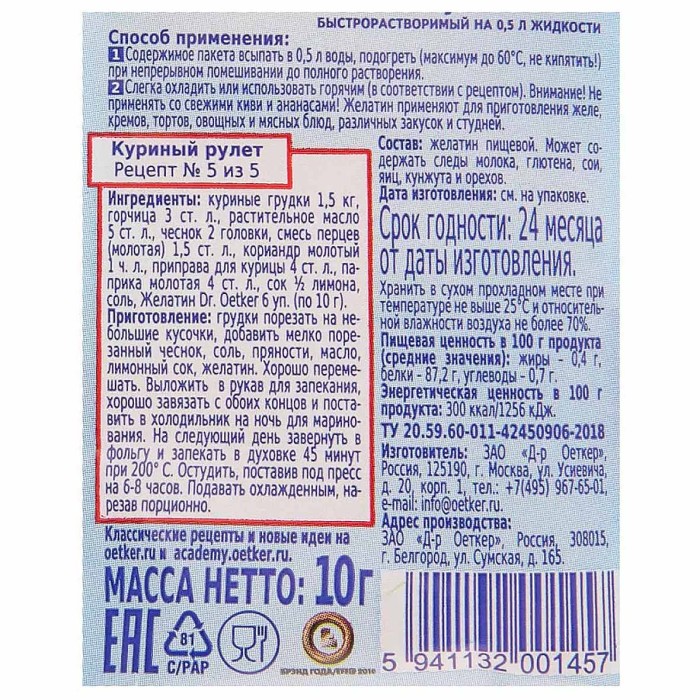 БЫСТРОРАСТВОРИМЫЙ НА 0,5 Л ЖИДКОСТИ
Способ применения:
1 Содержимое пакета всыпать в 0,5 л воды, подогреть (максимум до 60°С, не кипятить!)
при непрерывном помешивании до полного растворения.
2 Слегка охладить или использовать горячим (в соответствии с рецептом). Внимание! Не
применять со свежими киви и ананасами! Желатин применяют для приготовления желе,
кремов, тортов, овощных и мясных блюд, различных закусок и студней.
Куриный рулет
Рецепт № 5 из 5
Ингредиенты: куриные грудки 1,5 кг,
горчица 3 ст. л., растительное масло
5 ст. л., чеснок 2 головки, смесь перцев
(молотая) 1,5 ст. л., кориандр молотый
1 ч. л., приправа для курицы 4 ст. л., па-
прика молотая 4 ст. л., сок ½ лимона,
соль, Желатин Dr. Oetker 6 уп. (по 10 г).
Приготовление: грудки порезать на не-
большие кусочки, добавить мелко поре-
занный чеснок, соль, пряности, масло,
лимонный сок, желатин. Хорошо переме-
шать. Выложить в рукав для запекания,
хорошо завязать с обоих концов и поста-
вить в холодильник на ночь для марино-
вания. На следующий день завернуть в
фольгу и запекать в духовке 45 минут
при 200° С. Остудить, поставив под пресс
на 6-8 часов. Подавать охлажденным, на-
резав порционно.
Классические рецепты и новые идеи на
oetker.ru и academy.oetker.ru.
МАССА НЕТТО: 10г
EAC
81
C/PAP
БРЭНД ГОДА/EFFIE 2010
Состав: желатин пищевой. Может со-
держать следы молока, глютена, сои,
яиц, кунжута и орехов.
Дата изготовления: см. на упаковке.
Срок годности: 24 месяца
от даты изготовления.
Хранить в сухом прохладном месте при
температуре не выше 25°С и относитель-
ной влажности воздуха не более 70%.
Пищевая ценность в 100 г продукта
(средние значения): жиры - 0,4 г,
белки - 87,2 г, углеводы - 0,7 г.
Энергетическая ценность в 100 г
продукта: 300 ккал/1256 кДж.
ТУ 20.59.60-011-42450906-2018
Изготовитель: ЗАО «Д-р Оеткер»,
Россия, 125190, г. Москва, ул. Усиевича,
д. 20, корп. 1, тел.: +7(495) 967-65-01,
e-mail: info@oetker.ru
Адрес производства:
ЗАО «Д-р Оеткер», Россия, 308015,
г. Белгород, ул. Сумская, д. 165.
5 941132 001457